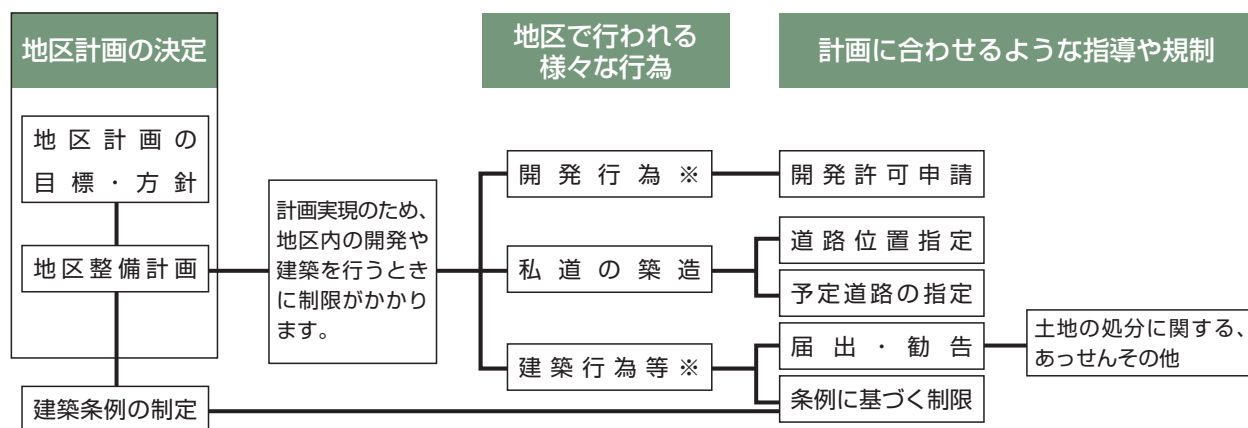 地区計画の決定
地区で行われる
様々な行為
計画に合わせるような指導や規制
地区計画の
目標・方針
地区整備計画
建築条例の制定
計画実現のため、
地区内の開発や
建築を行うとき
に制限がかかり
ます。
開発行為※
私道の築造
建築行為等※
開発許可申請
道路位置指定
予定道路の指定
届出・勧告
条例に基づく制限
土地の処分に関する、
あっせんその他